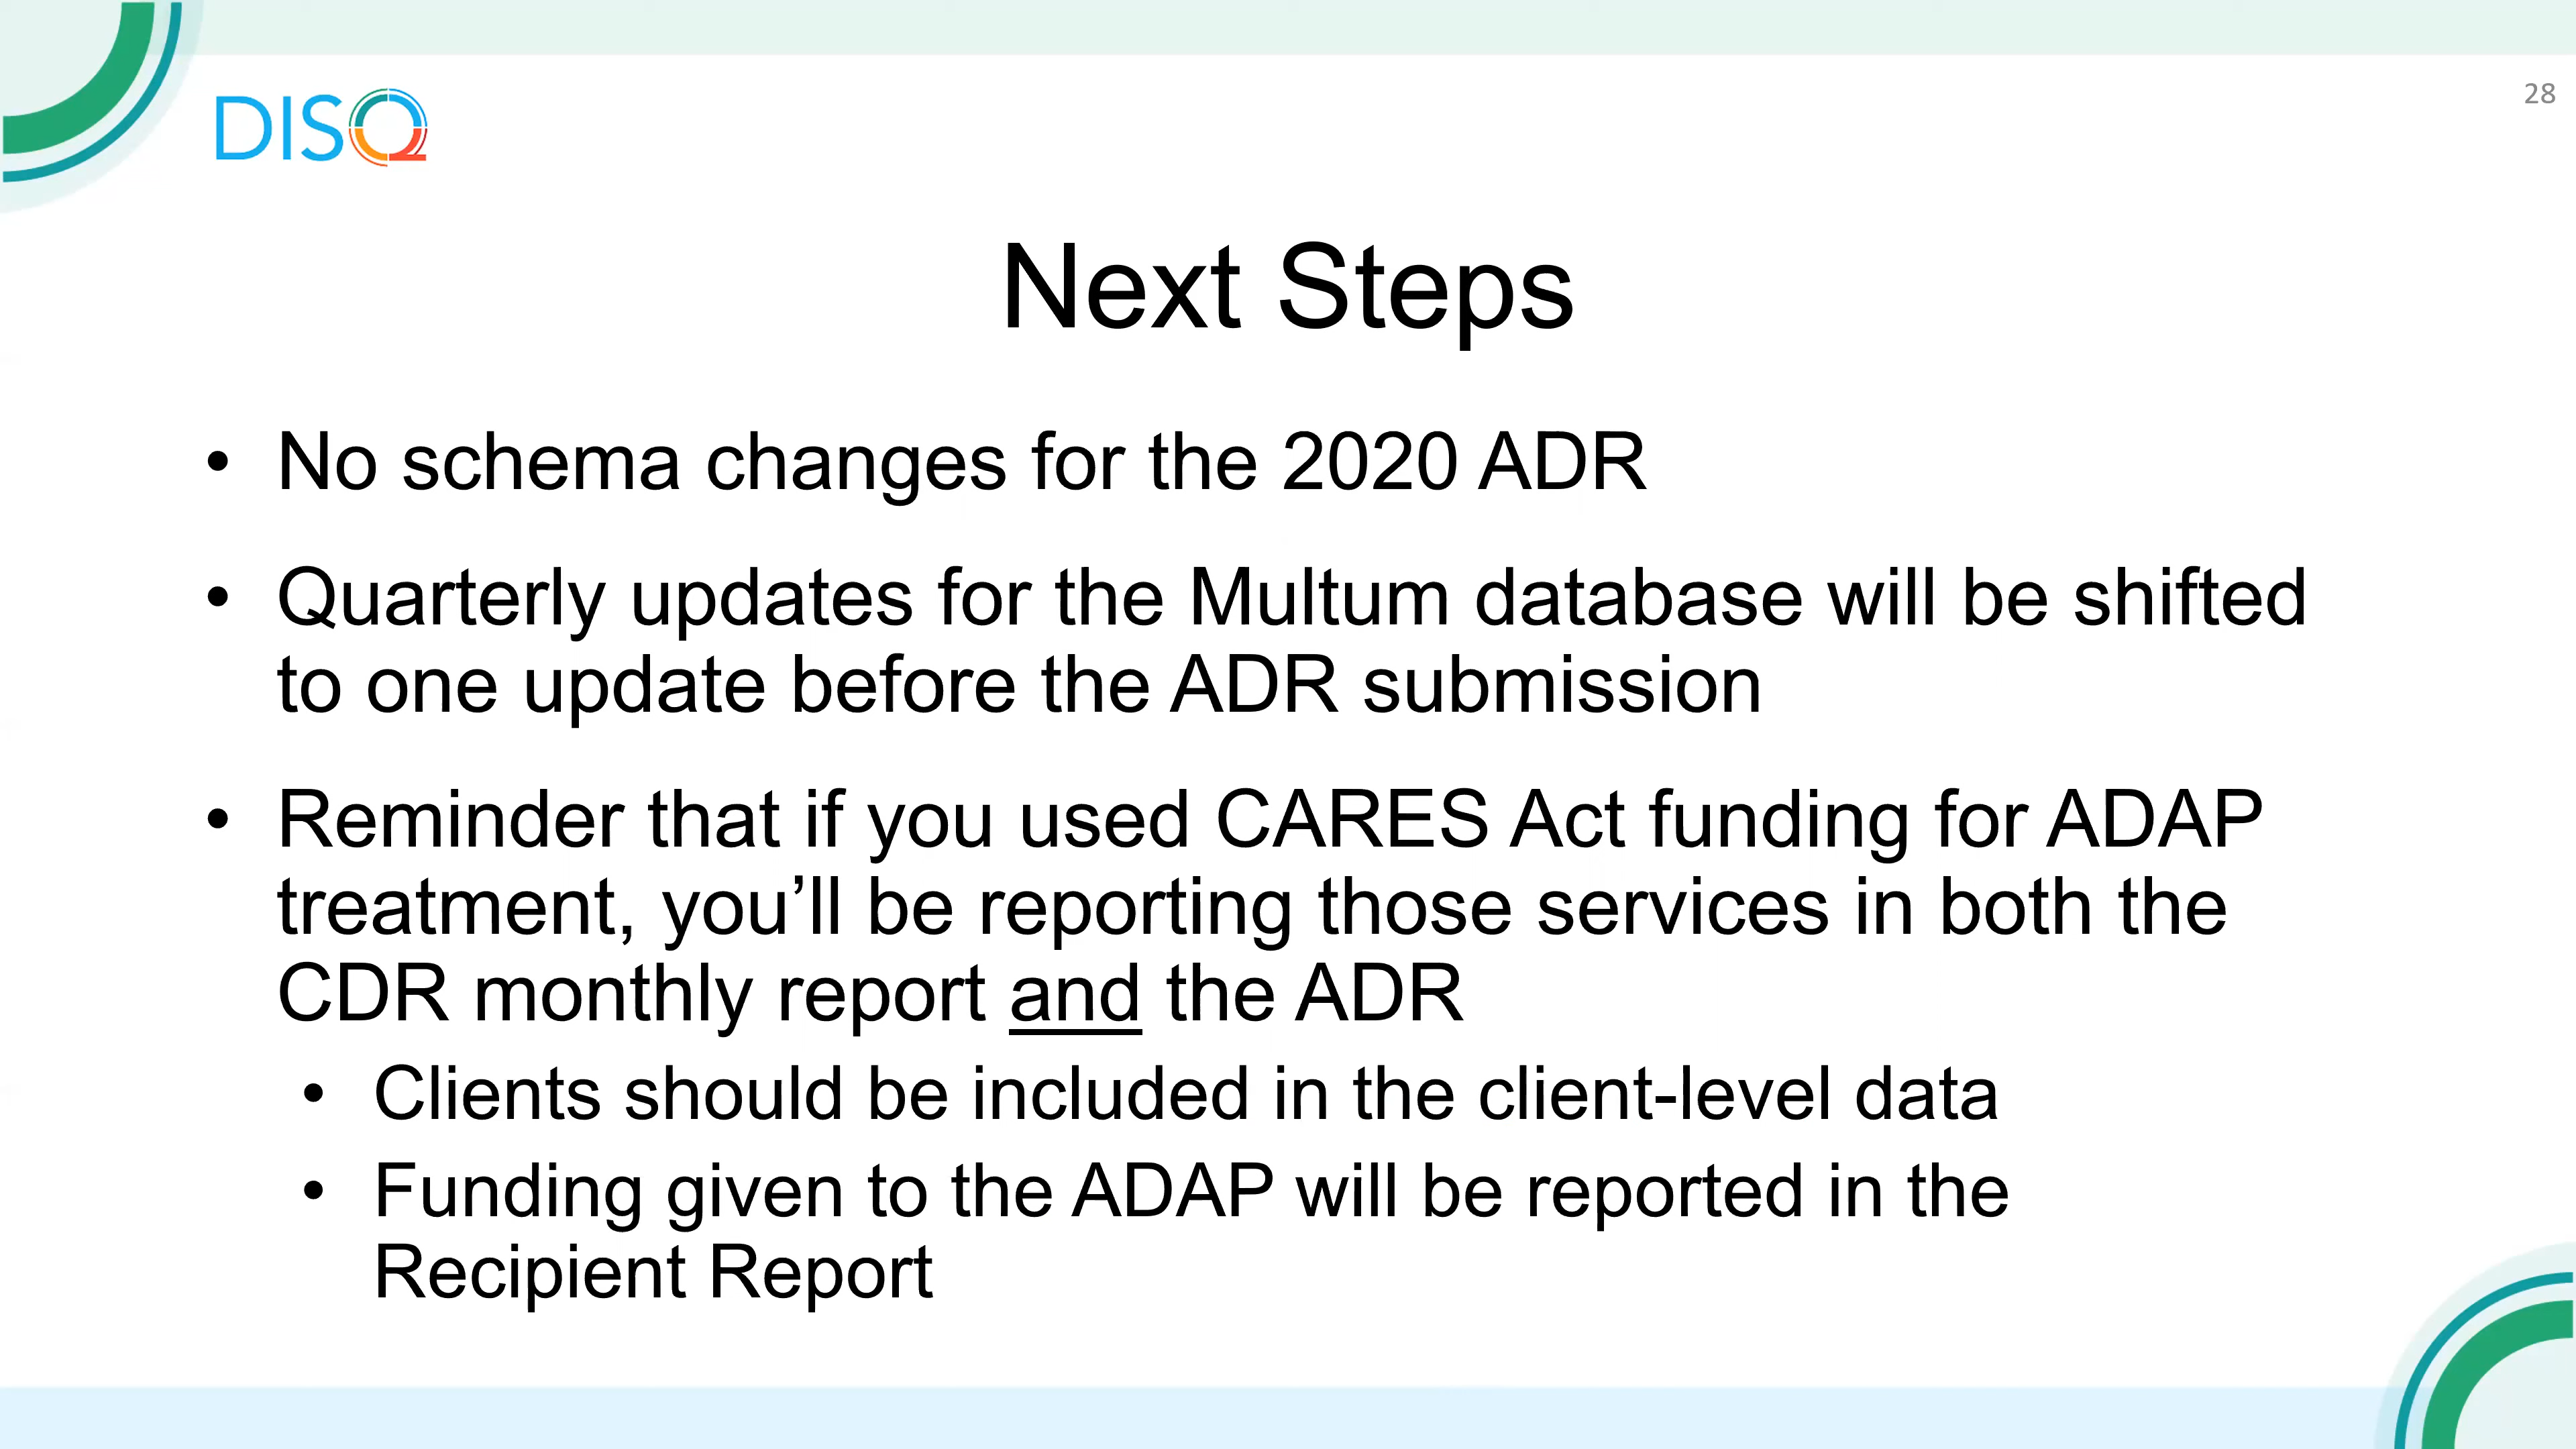 DISQ
28
Next Steps
• No schema changes for the 2020 ADR
• Quarterly updates for the Multum database will be shifted
to one update before the ADR submission
• Reminder that if you used CARES Act funding for ADAP
treatment, you’ll be reporting those services in both the
CDR monthly report and the ADR
• Clients should be included in the client-level data
• Funding given to the ADAP will be reported in the
Recipient Report